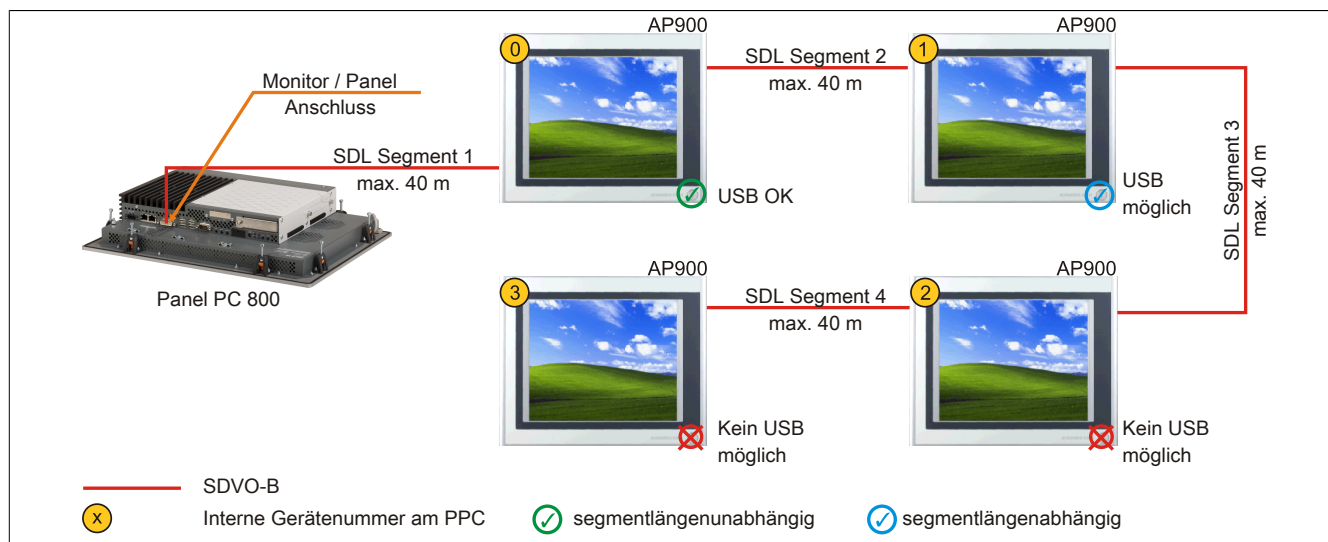 AP900
0
SDL Segment 2
max. 40 m
AP900
1
Monitor / Panel
Anschluss
SDL Segment 1
max. 40 m
USB OK
USB
möglich
SDL Segment 3
max. 40 m
Panel PC 800
AP900
3
SDL Segment 4
max. 40 m
AP900
2
Kein USB
möglich
Kein USB
möglich
SDVO-B
x
Interne Gerätenummer am PPC
segmentlängenunabhängig
segmentlängenabhängig